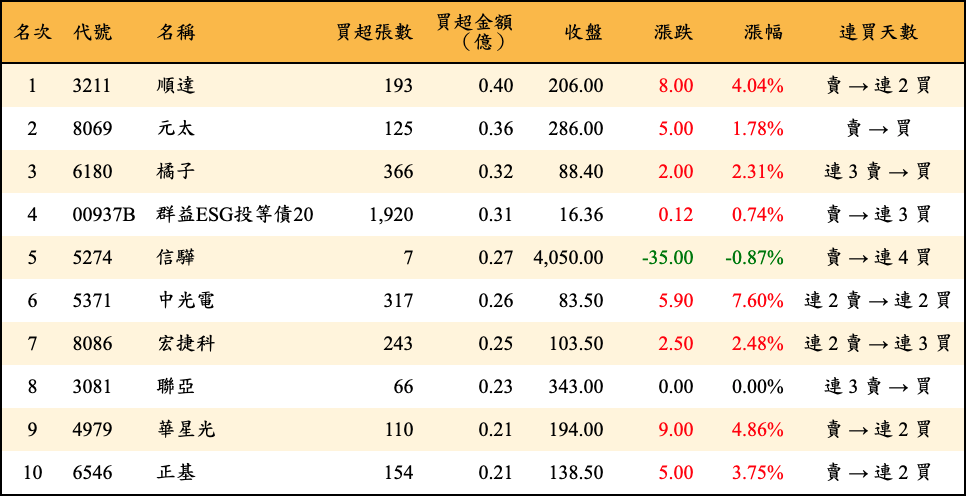 名次 代號 名稱 買超張數 買超金額（億） 收盤 漲跌 漲幅 連買天數
1 3211 順達 193 0.40 206.00 8.00 4.04% 賣 → 連 2 買
2 8069 元太 125 0.36 286.00 5.00 1.78% 賣 → 買
3 6180 橘子 366 0.32 88.40 2.00 2.31% 連 3 賣 → 買
4 00937B 群益ESG投等債20 1,920 0.31 16.36 0.12 0.74% 賣 → 連 3 買
5 5274 信驊 7 0.27 4,050.00 -35.00 -0.87% 賣 → 連 4 買
6 5371 中光電 317 0.26 83.50 5.90 7.60% 連 2 賣 → 連 2 買
7 8086 宏捷科 243 0.25 103.50 2.50 2.48% 連 2 賣 → 連 3 買
8 3081 聯亞 66 0.23 343.00 0.00 0.00% 連 3 賣 → 買
9 4979 華星光 110 0.21 194.00 9.00 4.86% 賣 → 連 2 買
10 6546 正基 154 0.21 138.50 5.00 3.75% 賣 → 連 2 買